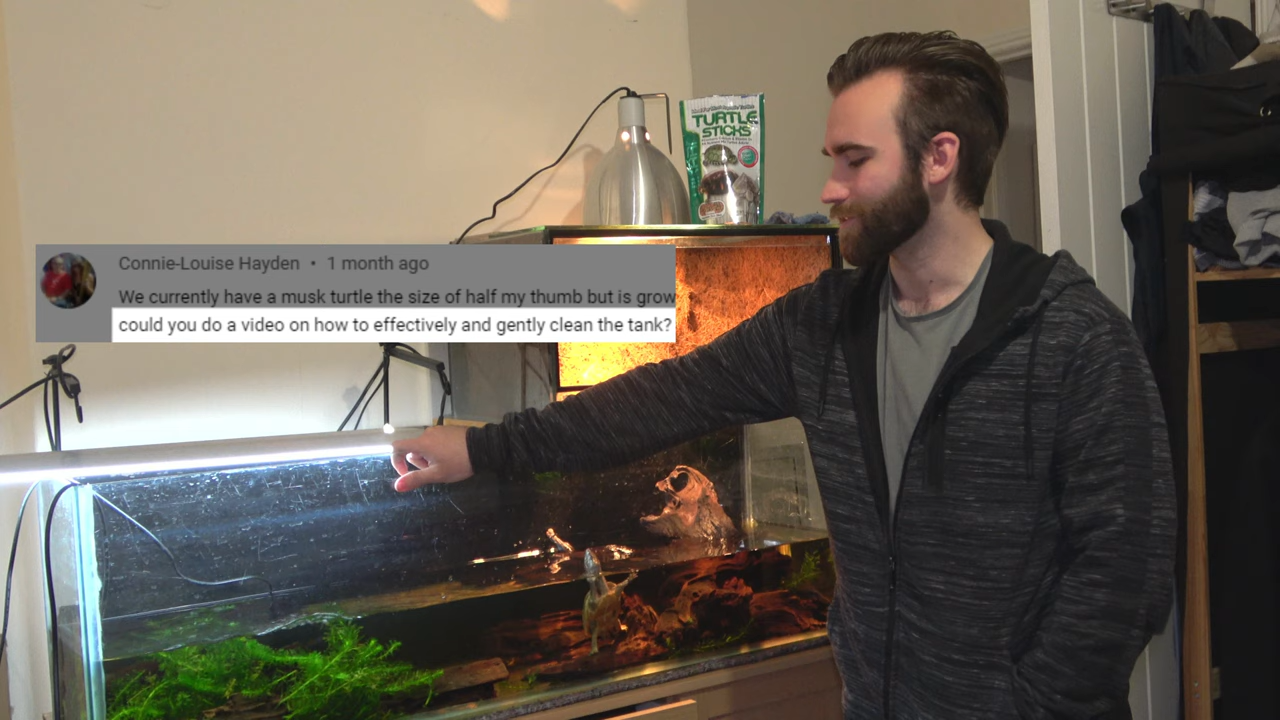 TURTLE
STICKS
Connie-Louise Hayden • 1 month ago
We currently have a musk turtle the size of half my thumb but is grow
could you do a video on how to effectively and gently clean the tank?